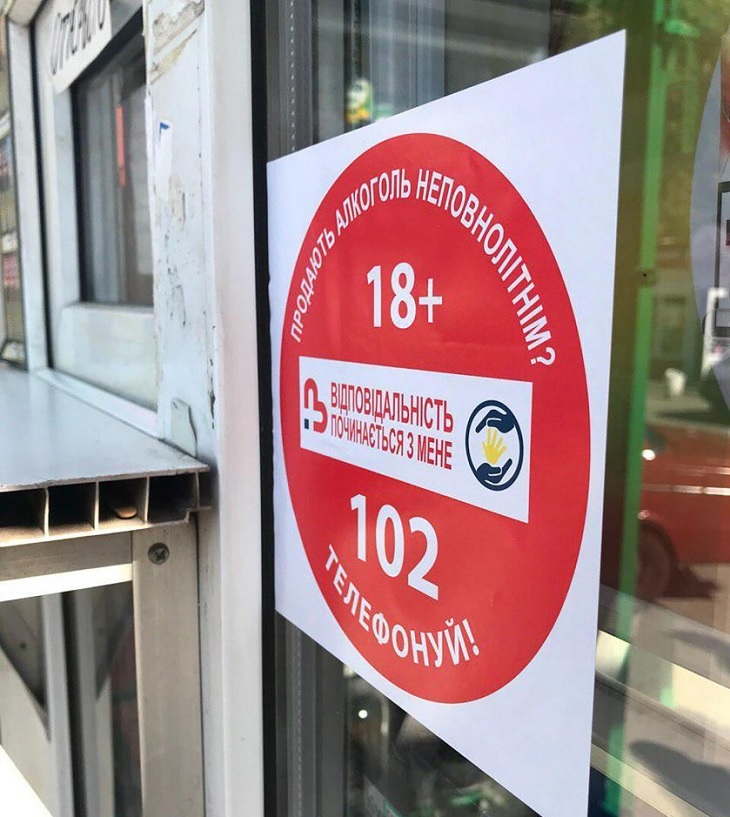 ПРОДАЮТЬ АЛКОГОЛЬ НЕПОВНОЛІТНІМ?
18+
ВІДПОВІДАЛЬНІСТЬ
ПОЧИНАЄТЬСЯ З МЕНЕ
102
ТЕЛЕФОНУЙ!